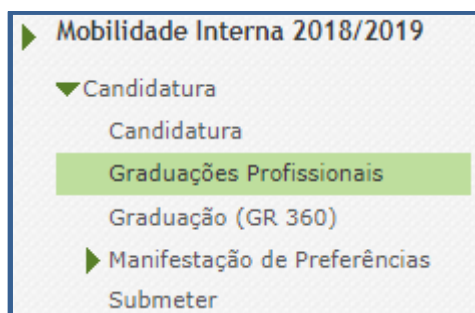 Mobilidade Interna 2018/2019
Candidatura
Candidatura
Graduações Profissionais
Graduação (GR 360)
Manifestação de Preferências
Submeter